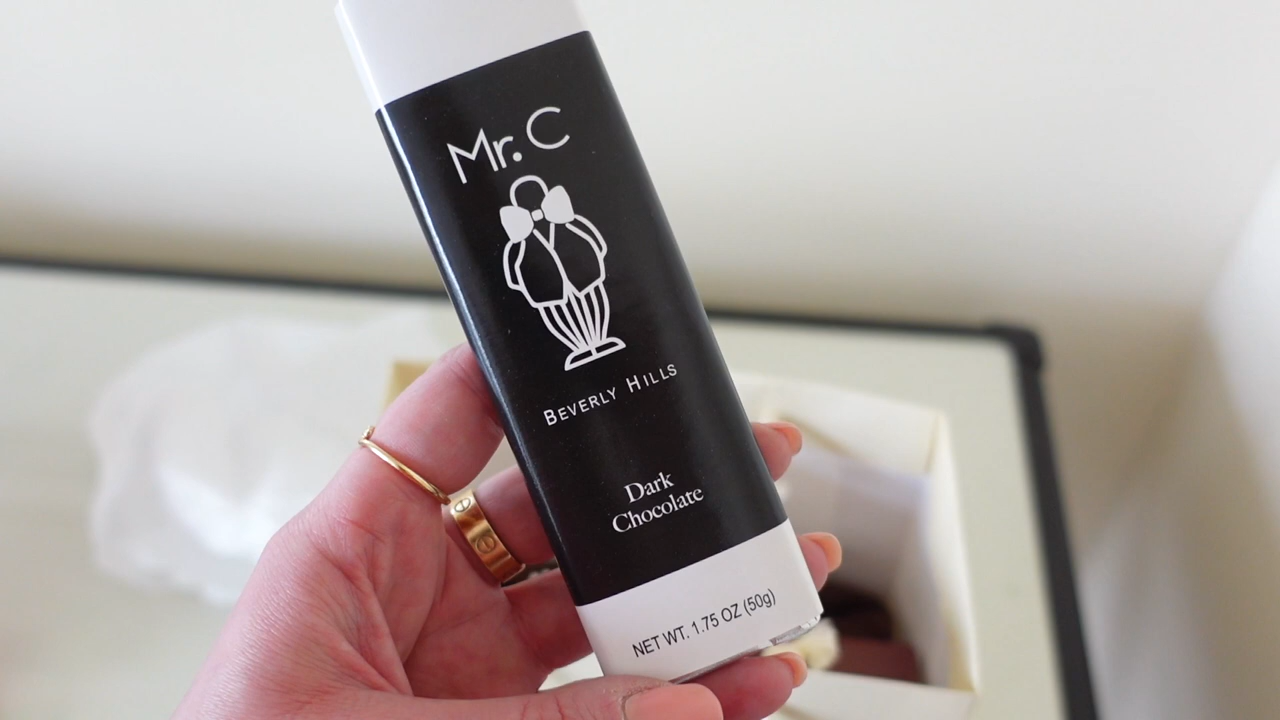 Mr. C
BEVERLY HILLS
Dark
Chocolate
NET WT. 1.75 OZ (50g)